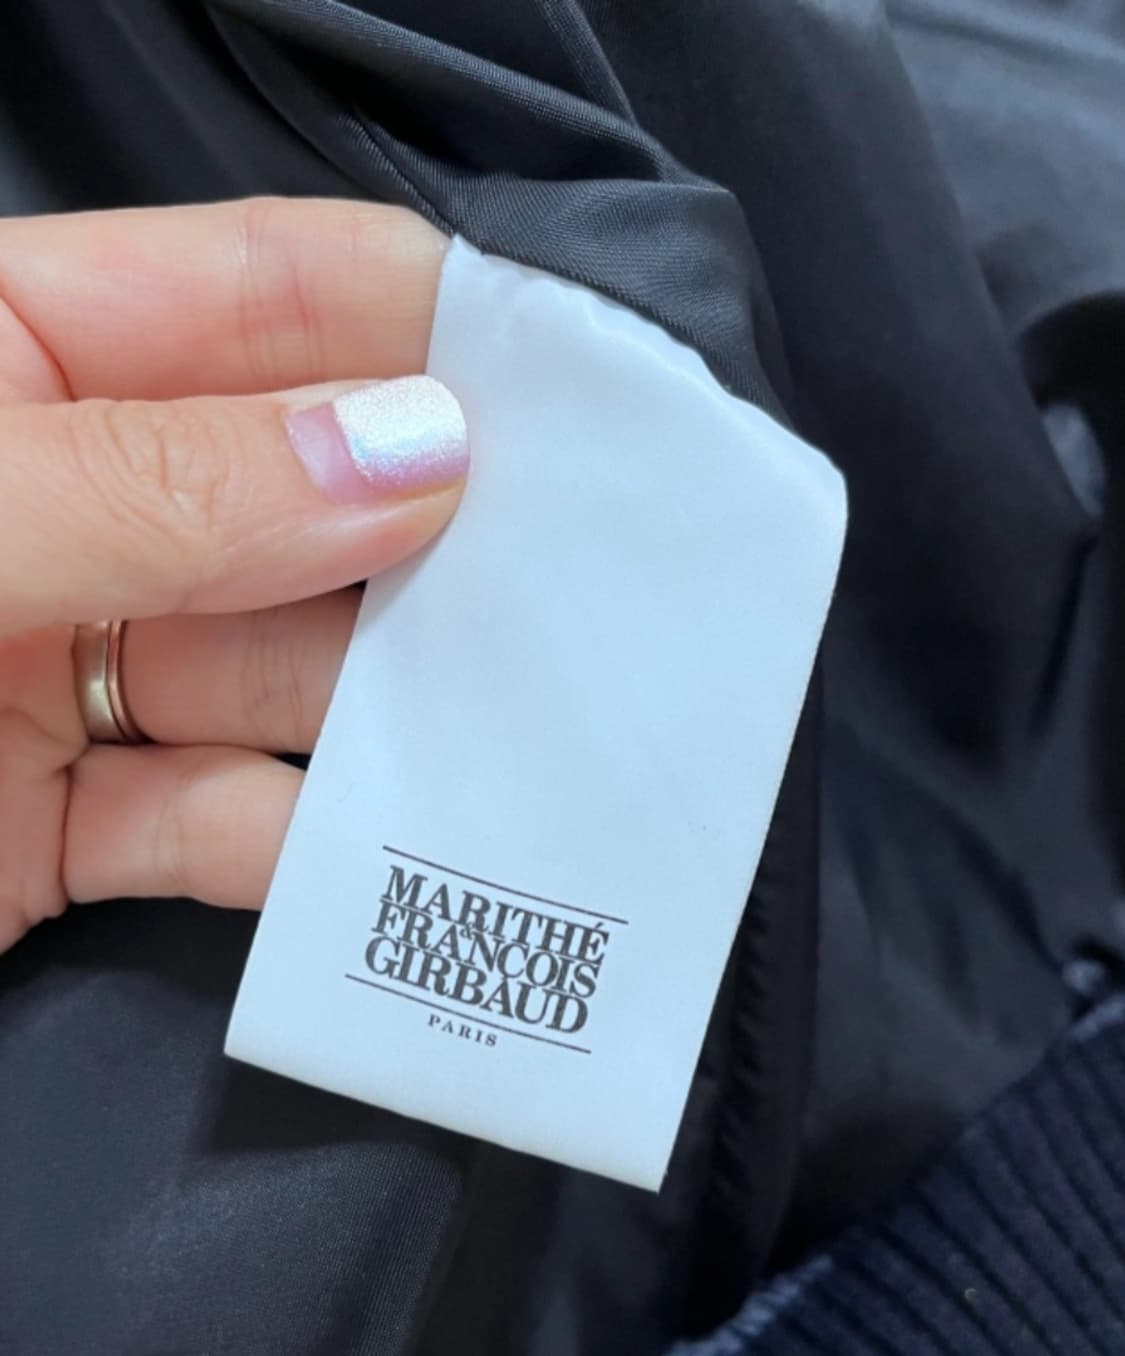 MARITHÉ
&
FRANÇOIS
GIRBAUD
PARIS